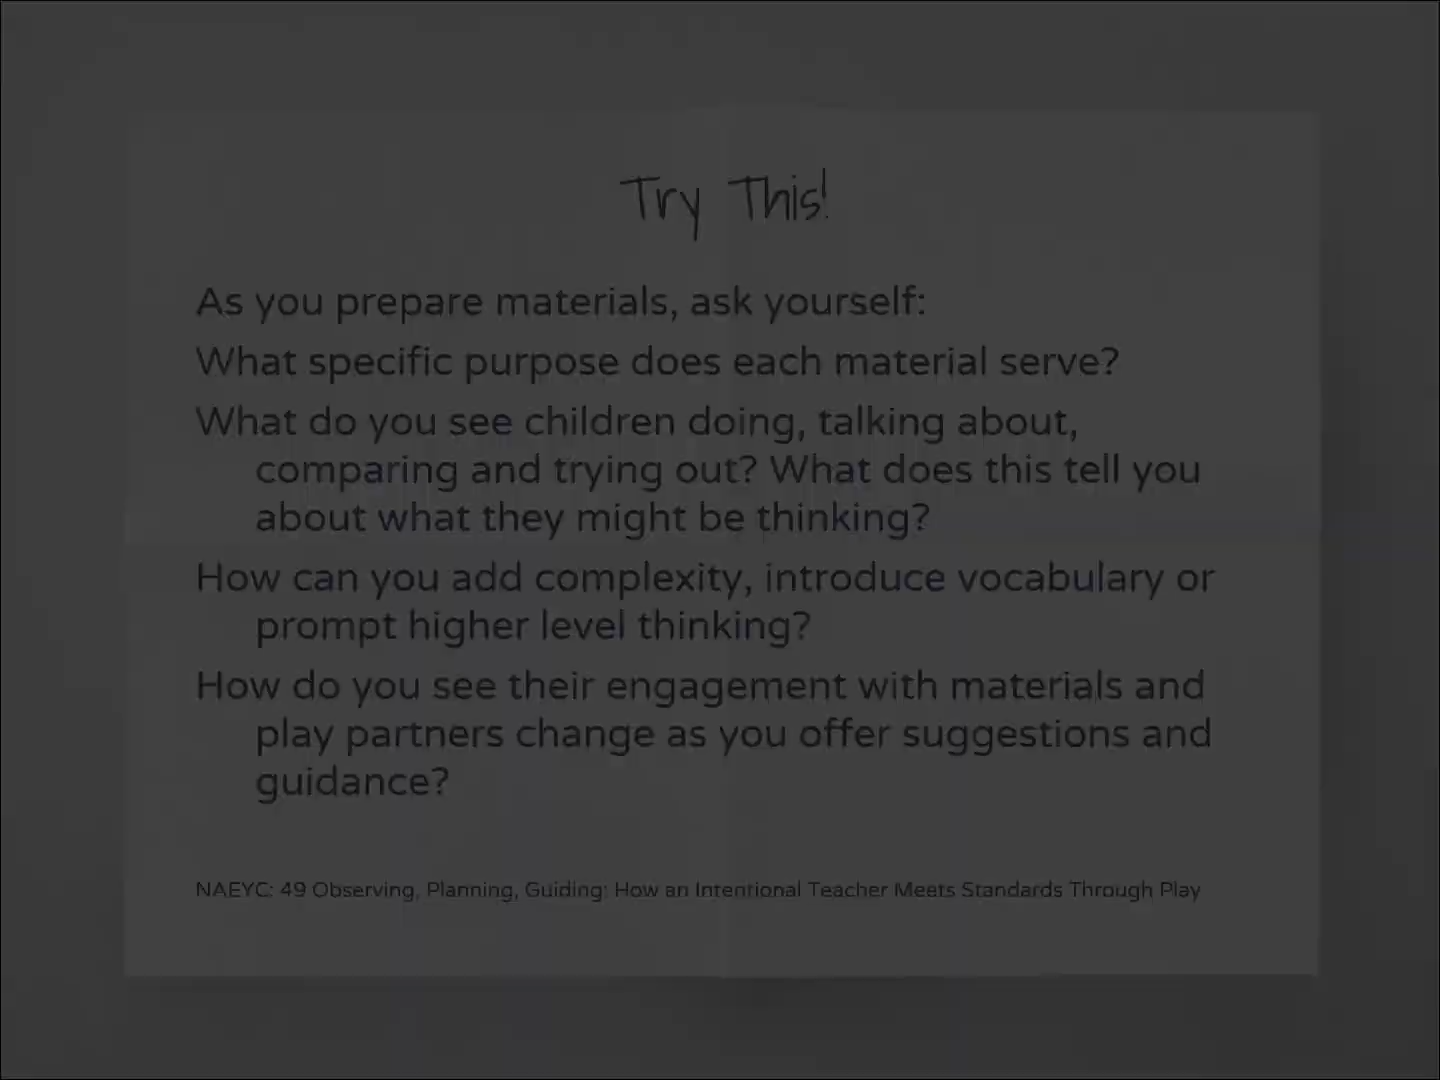 Try This!
As you prepare materials, ask yourself:
What specific purpose does each material serve?
What do you see children doing, talking about,
comparing and trying out? What does this tell you
about what they might be thinking?
How can you add complexity, introduce vocabulary or
prompt higher level thinking?
How do you see their engagement with materials and
play partners change as you offer suggestions and
guidance?
NAEYC: 49 Observing, Planning, Guiding: How an Intentional Teacher Meets Standards Through Play